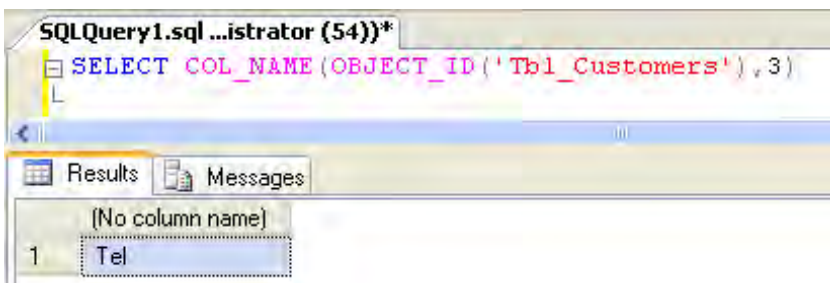 SQLQuery1.sql ...istrator (54))*
SELECT COL_NAME(OBJECT_ID('Tbl_Customers'),3)
Results Messages
(No column name)
1 Tel